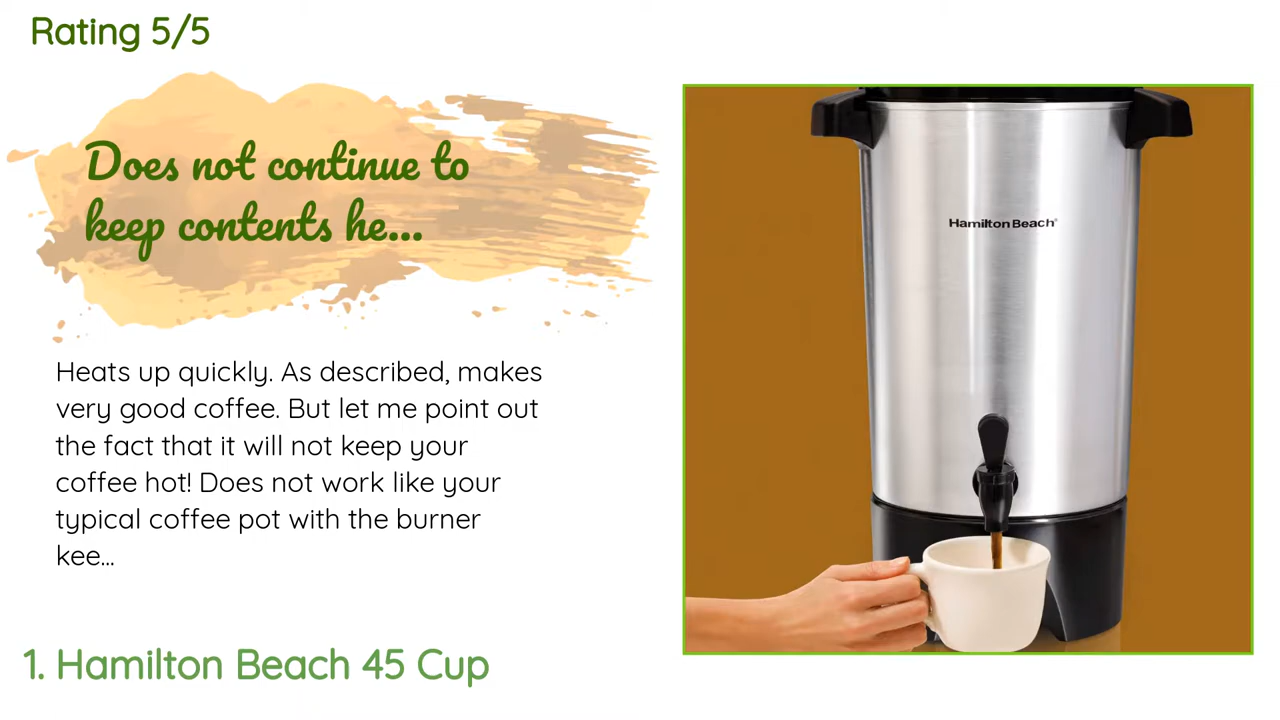 Rating 5/5
Does not continue to
keep contents he...
Heats up quickly. As described, makes
very good coffee. But let me point out
the fact that it will not keep your
coffee hot! Does not work like your
typical coffee pot with the burner
kee...
Hamilton Beach®
1. Hamilton Beach 45 Cup